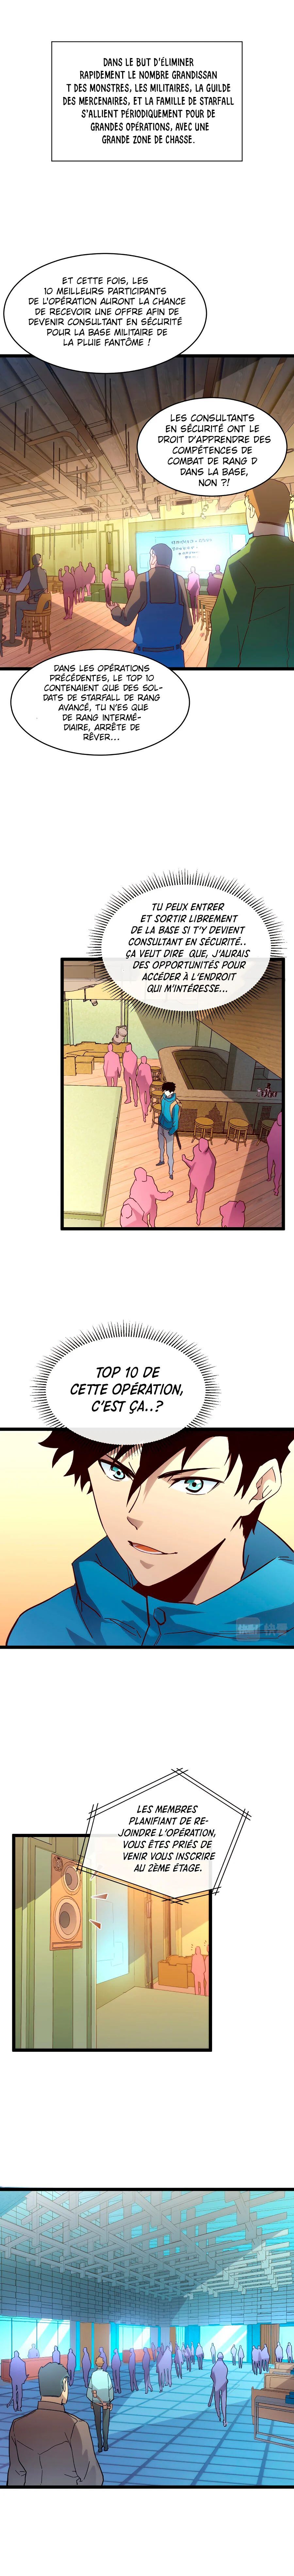 DANS LE BUT D'ÉLIMINER
RAPIDEMENT LE NOMBRE GRANDISSAN
T DES MONSTRES, LES MILITAIRES, LA GUILDE
DES MERCENAIRES, ET LA FAMILLE DE STARFALL
S'ALLIENT PÉRIODIQUEMENT POUR DE
GRANDES OPÉRATIONS, AVEC UNE
GRANDE ZONE DE CHASSE.
ET CETTE FOIS, LES
10 MEILLEURS PARTICIPANTS
DE L'OPÉRATION AURONT LA CHANCE
DE RECEVOIR UNE OFFRE AFIN DE
DEVENIR CONSULTANT EN SÉCURITÉ
POUR LA BASE MILITAIRE DE
LA PLUIE FANTÔME !
LES CONSULTANTS
EN SÉCURITÉ ONT LE
DROIT D'APPRENDRE DES
COMPÉTENCES DE
COMBAT DE RANG D
DANS LA BASE,
NON ?!
DANS LES OPÉRATIONS
PRÉCÉDENTES, LE TOP 10
CONTENAIENT QUE DES SOL-
DATS DE STARFALL DE RANG
AVANCÉ, TU N'ES QUE
DE RANG INTERMÉ-
DIAIRE, ARRÊTE DE
RÊVER...
TU PEUX ENTRER
ET SORTIR LIBREMENT
DE LA BASE SI T'Y DEVIENT
CONSULTANT EN SÉCURITÉ..
ÇA VEUT DIRE QUE, J'AURAIS
DES OPPORTUNITÉS POUR
ACCÉDER À L'ENDROIT
QUI M'INTÉRESSE...
TOP 10 DE
CETTE OPÉRATION,
C'EST ÇA..?
LES MEMBRES
PLANIFIANT DE RE-
JOINDRE L'OPÉRATION,
VOUS ÊTES PRIÉS DE
VENIR VOUS INSCRIRE
AU 2ÈME ÉTAGE.